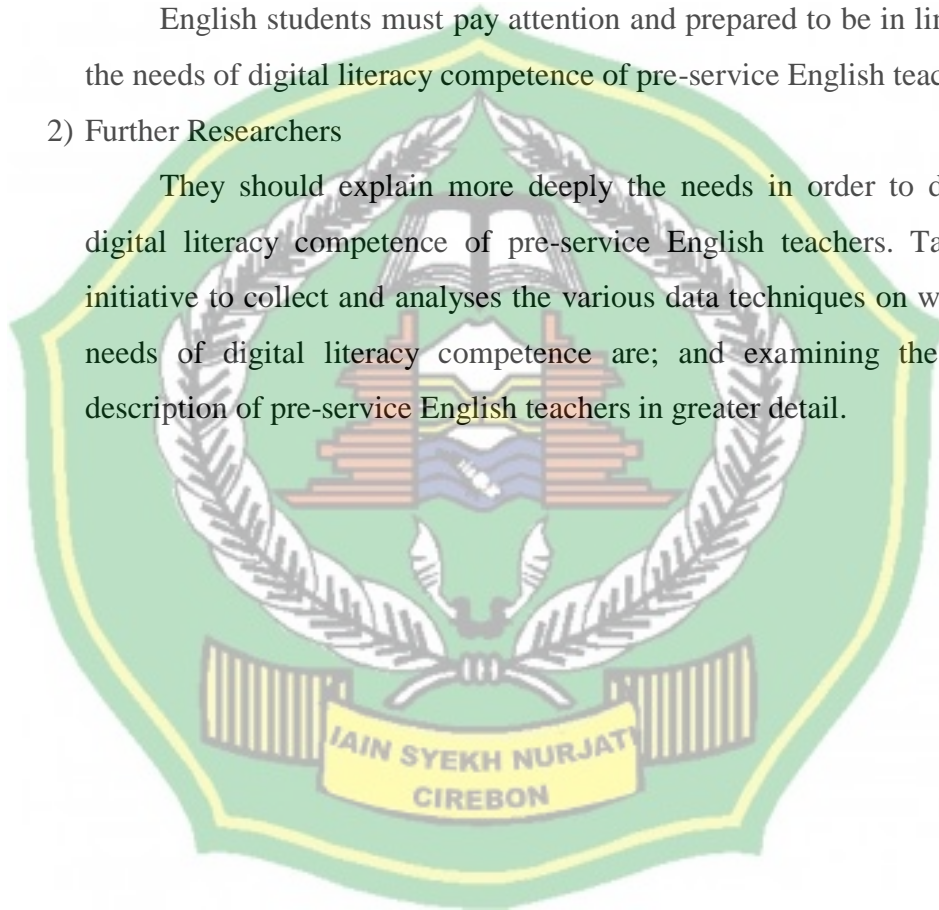 English students must pay attention and prepared to be in
the needs of digital literacy competence of pre-service English
2) Further Researchers
They should explain more deeply the needs in order to
digital literacy competence of pre-service English teachers.
initiative to collect and analyses the various data techniques on
needs of digital literacy competence are; and examining the
description of pre-service English teachers in greater detail.
IAIN SYEKH NURJATI
CIREBON